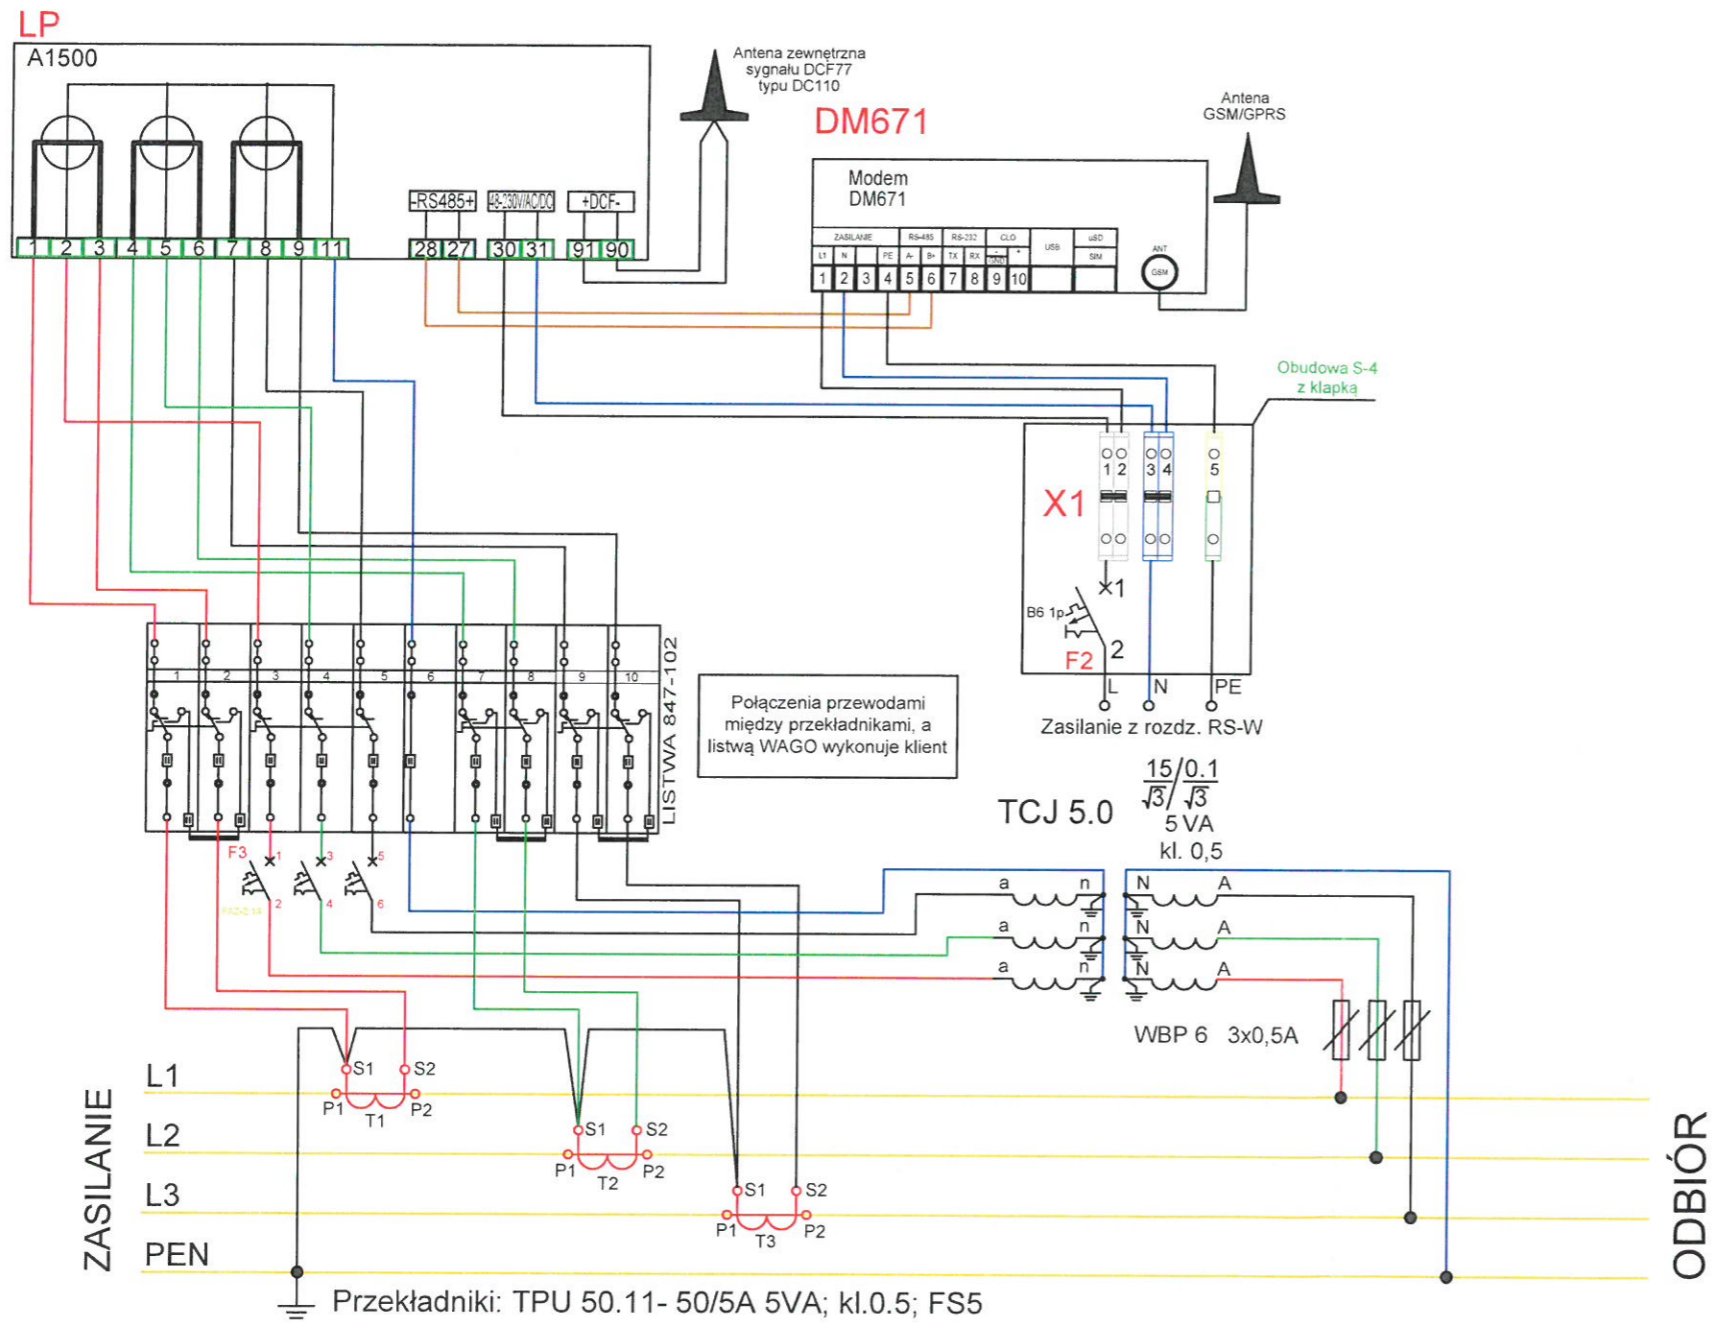 LP
A1500
1 2 3 4 5 6 7 8 9 11
-RS485+
48-230V/AC/DC
+DCF-
28 27 30 31 91 90
Antena zewnętrzna
sygnału DCF77
typu DC110
DM671
Modem
DM671
ZASILANIE RS-485 RS-232 CLO USB uSD
L1 N PE A- B+ TX RX GND + SIM
1 2 3 4 5 6 7 8 9 10
ANT
GSM
Antena
GSM/GPRS
Obudowa S-4
z klapką
1 2 3 4 5
X1
1
B6 1p
2
F2
L N PE
Zasilanie z rozdz. RS-W
1 2 3 4 5 6 7 8 9 10
LISTWA 847-102
Połączenia przewodami
między przekładnikami, a
listwą WAGO wykonuje klient
F3
1 3 5
2 4 6
TCJ 5.0
15/0.1
√3/ √3
5 VA
kl. 0,5
a n N A
a n N A
a n N A
WBP 6 3x0,5A
ZASILANIE
L1
S1 S2
P1 T1 P2
L2
S1 S2
P1 T2 P2
L3
S1 S2
P1 T3 P2
PEN
ODBIÓR
Przekładniki: TPU 50.11- 50/5A 5VA; kl.0.5; FS5